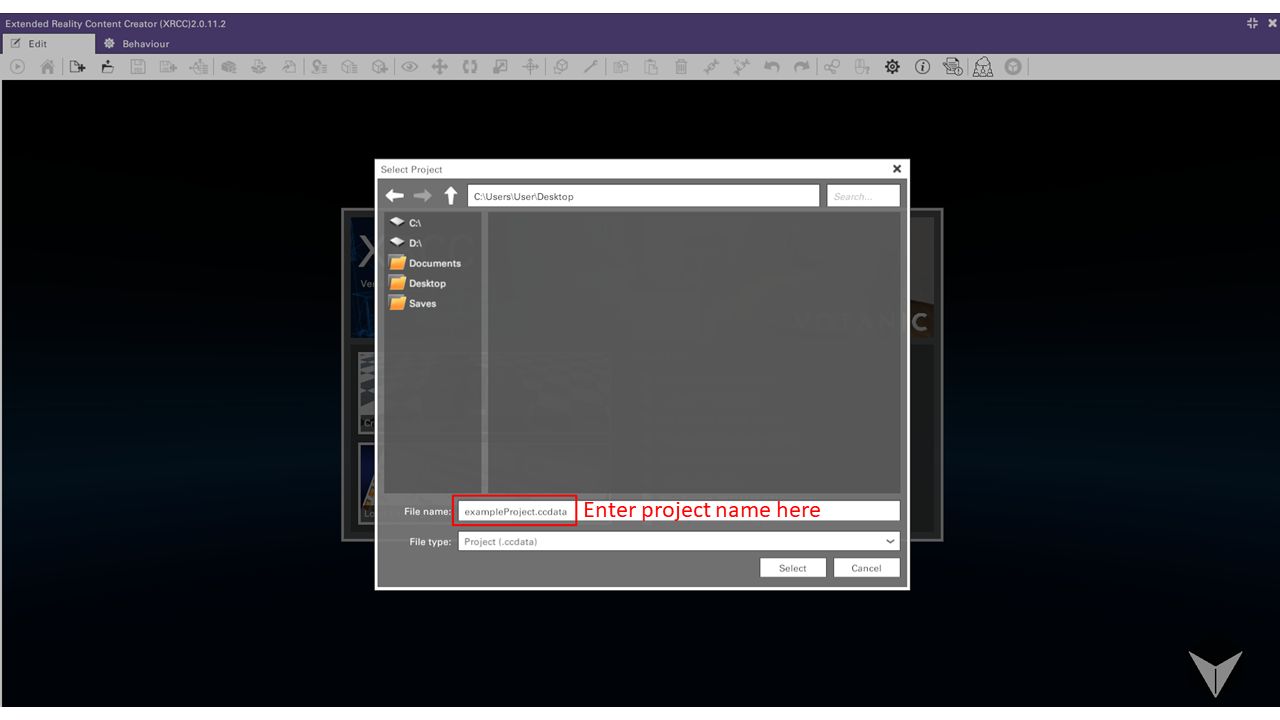 Extended Reality Content Creator (XRCC)2.0.11.2
Edit
Behaviour
Select Project
C:\Users\User\Desktop
Search...
C:\
D:\
Documents
Desktop
Saves
File name: exampleProject.ccdata Enter project name here
File type: Project (.ccdata)
Select
Cancel